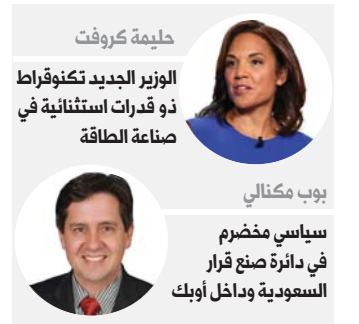 حليمة كروفت
الوزير الجديد تكنوقراط
ذو قدرات استثنائية في
صناعة الطاقة
بوب مكنالي
سياسي مخضرم
في دائرة صنع قرار
السعودية وداخل أوبك